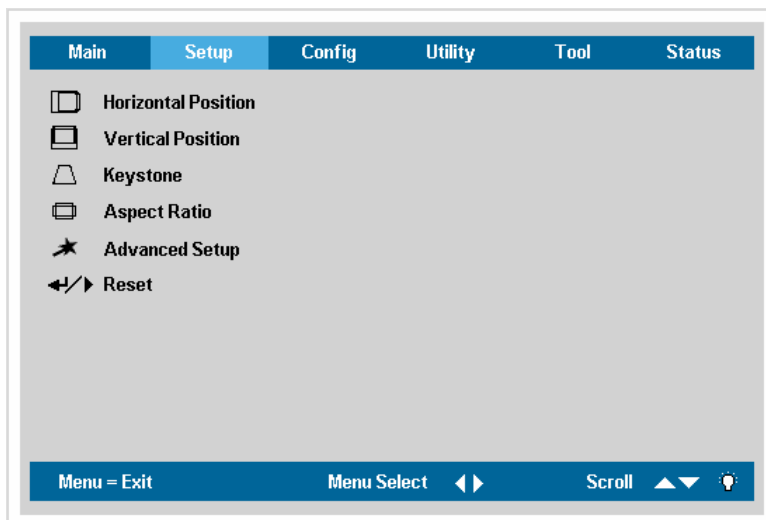 Main Setup Config Utility Tool Status
Horizontal Position
Vertical Position
Keystone
Aspect Ratio
Advanced Setup
Reset
Menu = Exit Menu Select Scroll